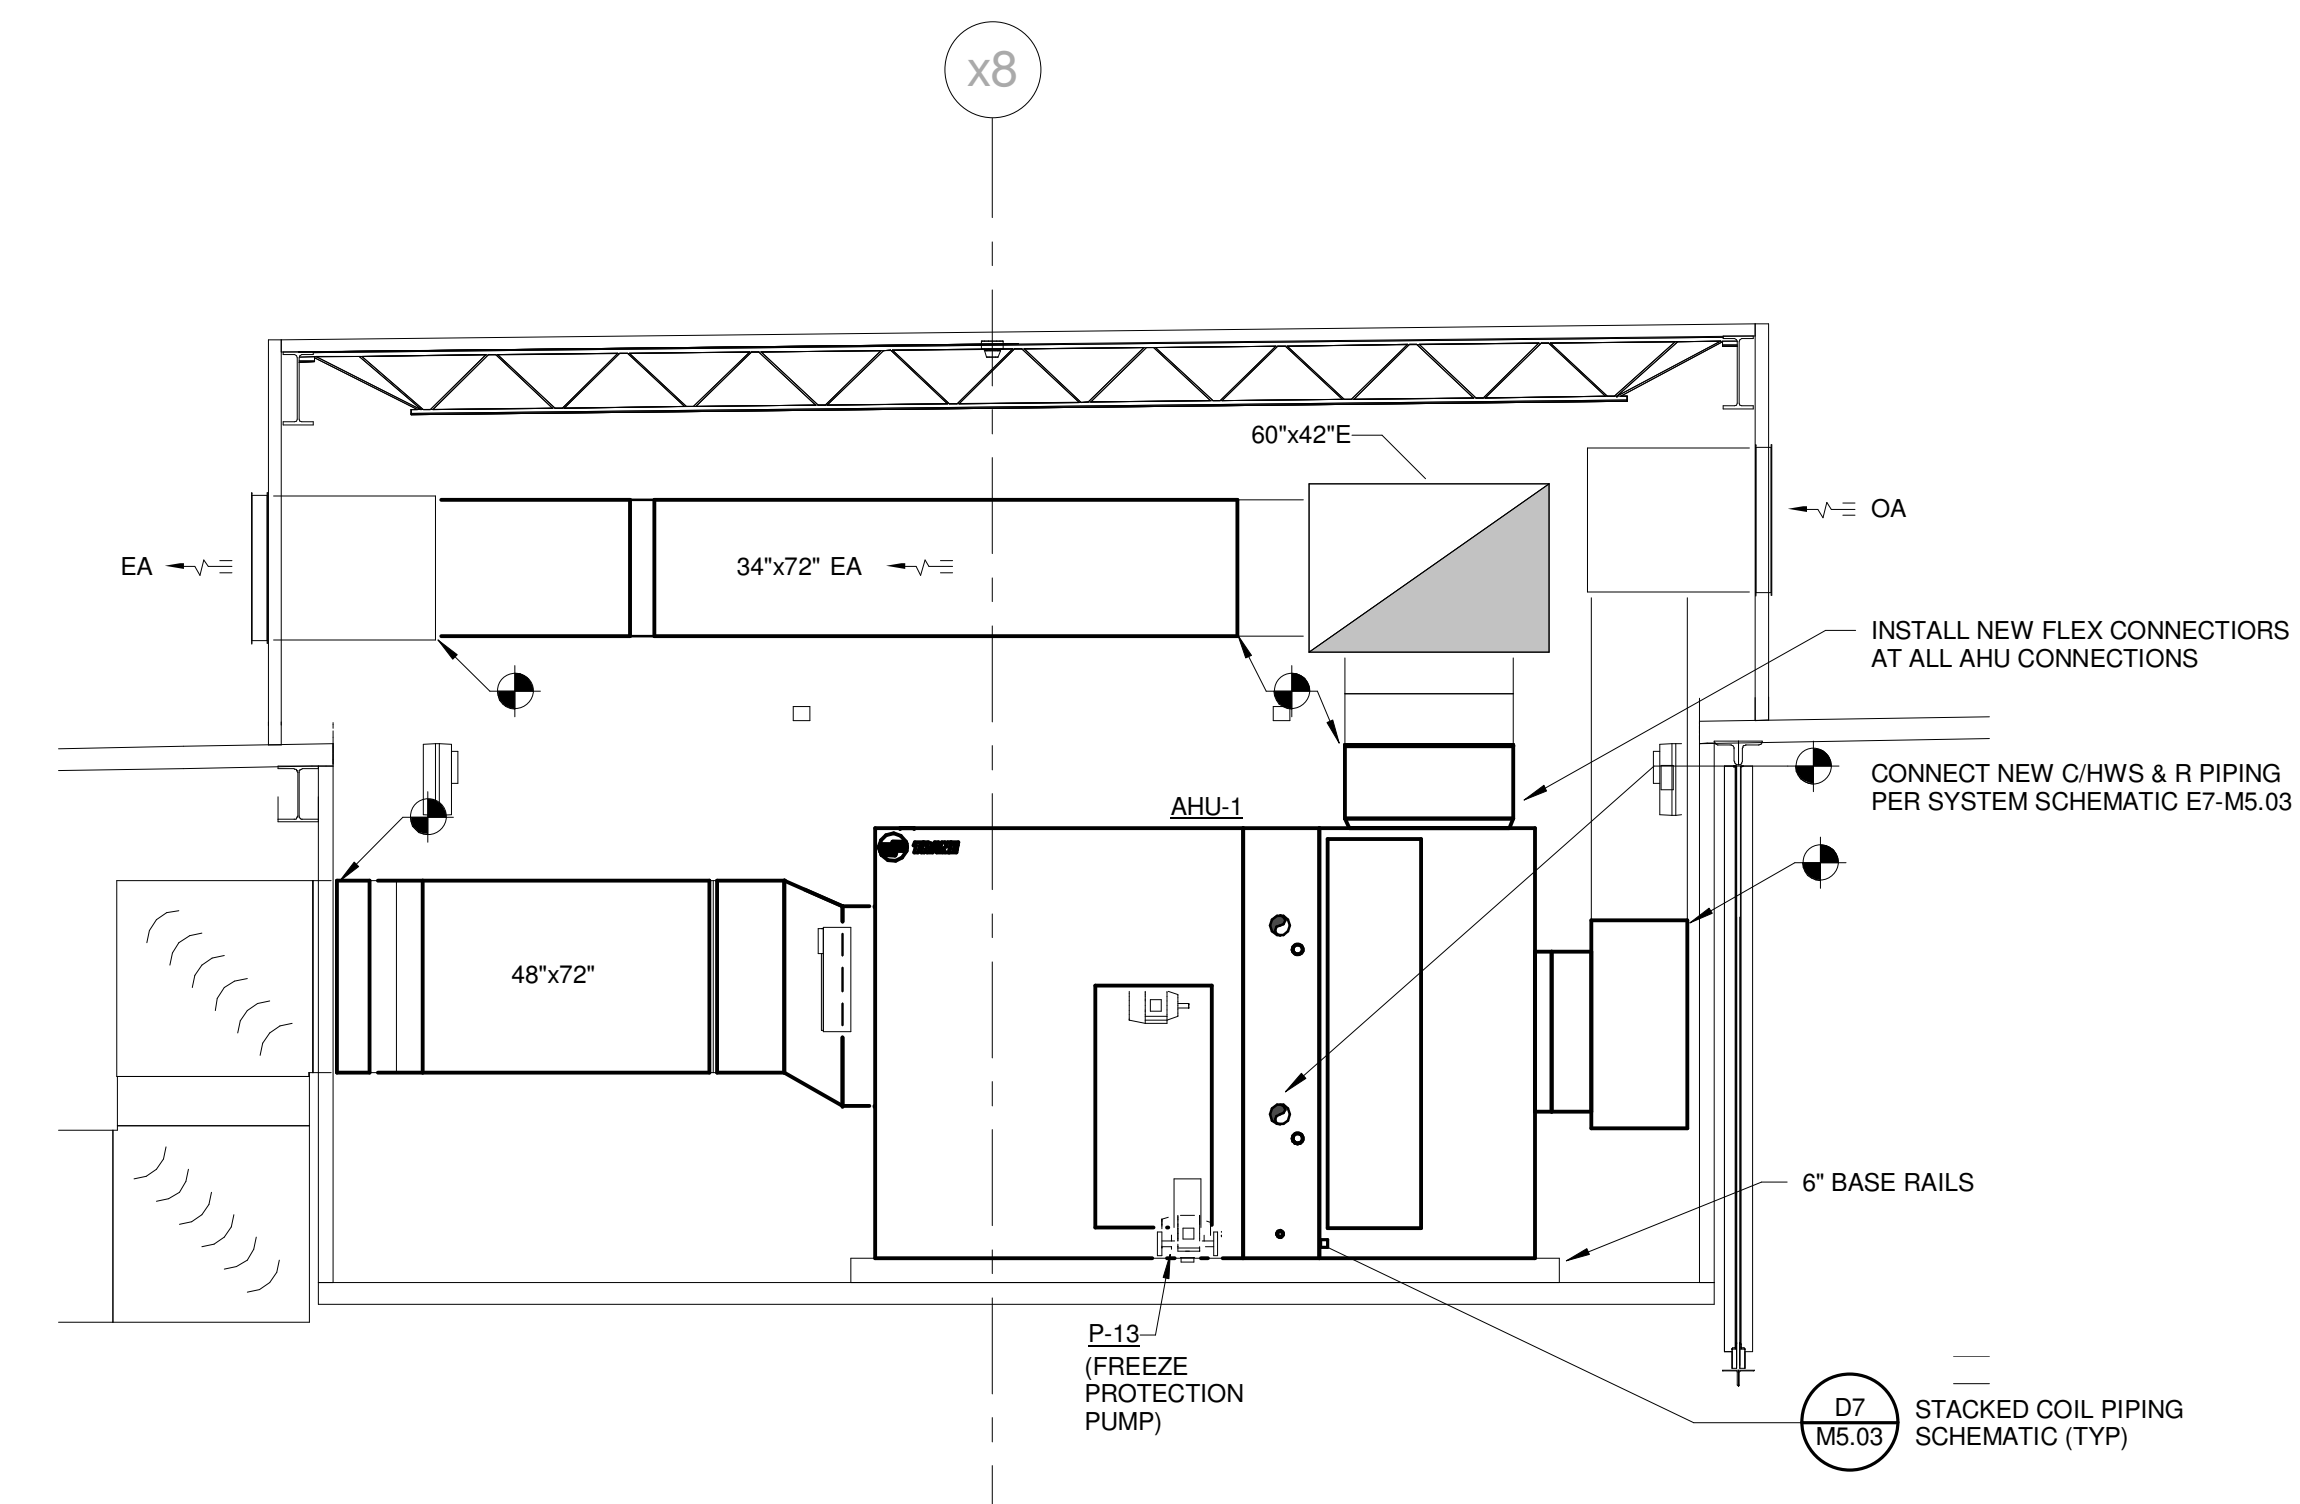 x8
60"x42"E
OA
EA
34"x72" EA
INSTALL NEW FLEX CONNECTIORS
AT ALL AHU CONNECTIONS
CONNECT NEW C/HWS & R PIPING
PER SYSTEM SCHEMATIC E7-M5.03
AHU-1
TRANE
48"x72"
6" BASE RAILS
P-13
(FREEZE
PROTECTION
PUMP)
D7
M5.03
STACKED COIL PIPING
SCHEMATIC (TYP)